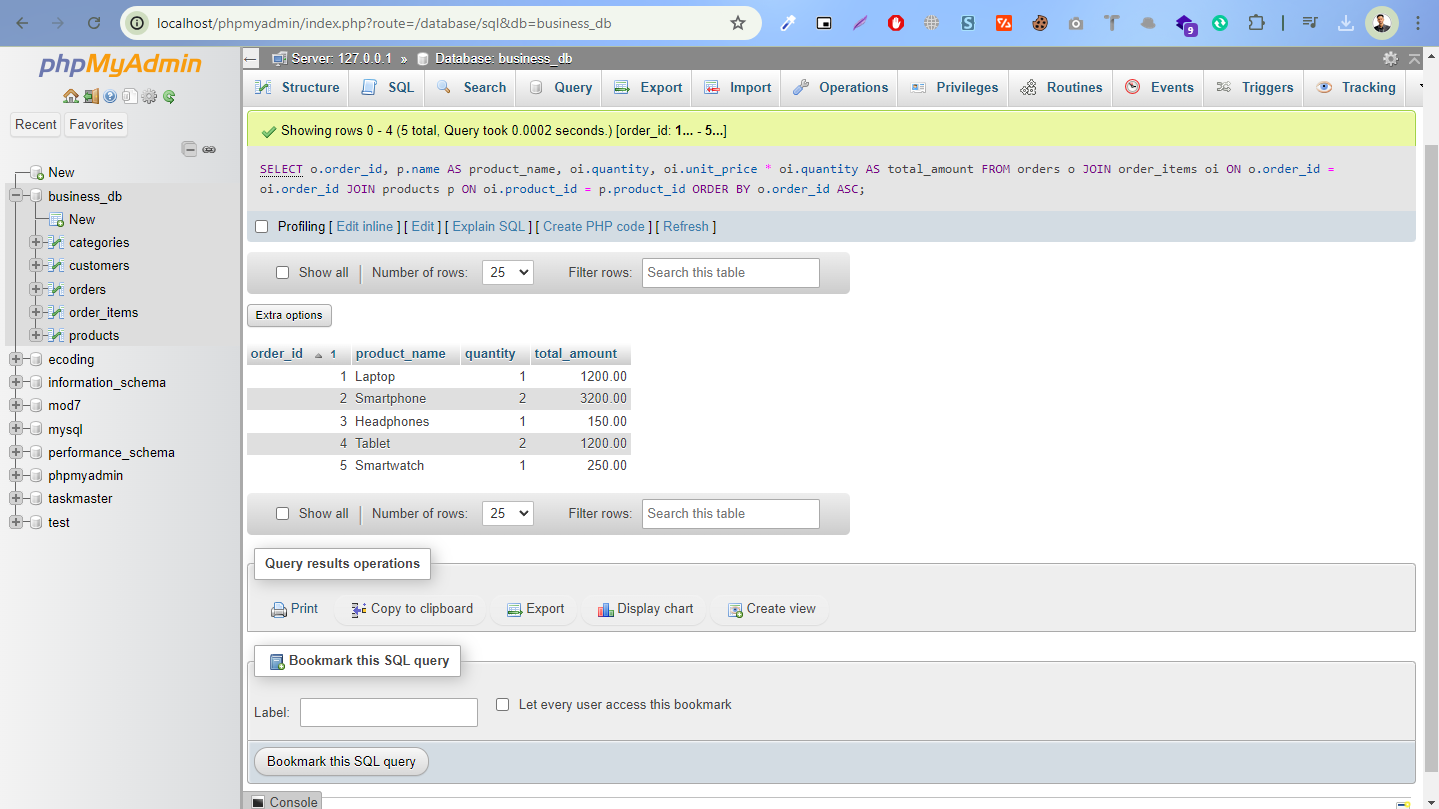 localhost/phpmyadmin/index.php?route=/database/sql&db=business_db
9
phpMyAdmin
Recent Favorites
New
business_db
New
categories
customers
orders
order_items
products
ecoding
information_schema
mod7
mysql
performance_schema
phpmyadmin
taskmaster
test
Server: 127.0.0.1 » Database: business_db
Structure SQL Search Query Export Import Operations Privileges Routines Events Triggers Tracking
Showing rows 0 - 4 (5 total, Query took 0.0002 seconds.) [order_id: 1... - 5...]
SELECT o.order_id, p.name AS product_name, oi.quantity, oi.unit_price * oi.quantity AS total_amount FROM orders o JOIN order_items oi ON o.order_id =
oi.order_id JOIN products p ON oi.product_id = p.product_id ORDER BY o.order_id ASC;
Profiling [ Edit inline ] [ Edit ] [ Explain SQL ] [ Create PHP code ] [ Refresh ]
Show all | Number of rows: 25 Filter rows: Search this table
Extra options
order_id 1 product_name quantity total_amount
1 Laptop 1 1200.00
2 Smartphone 2 3200.00
3 Headphones 1 150.00
4 Tablet 2 1200.00
5 Smartwatch 1 250.00
Show all | Number of rows: 25 Filter rows: Search this table
Query results operations
Print Copy to clipboard Export Display chart Create view
Bookmark this SQL query
Label: Let every user access this bookmark
Bookmark this SQL query
Console